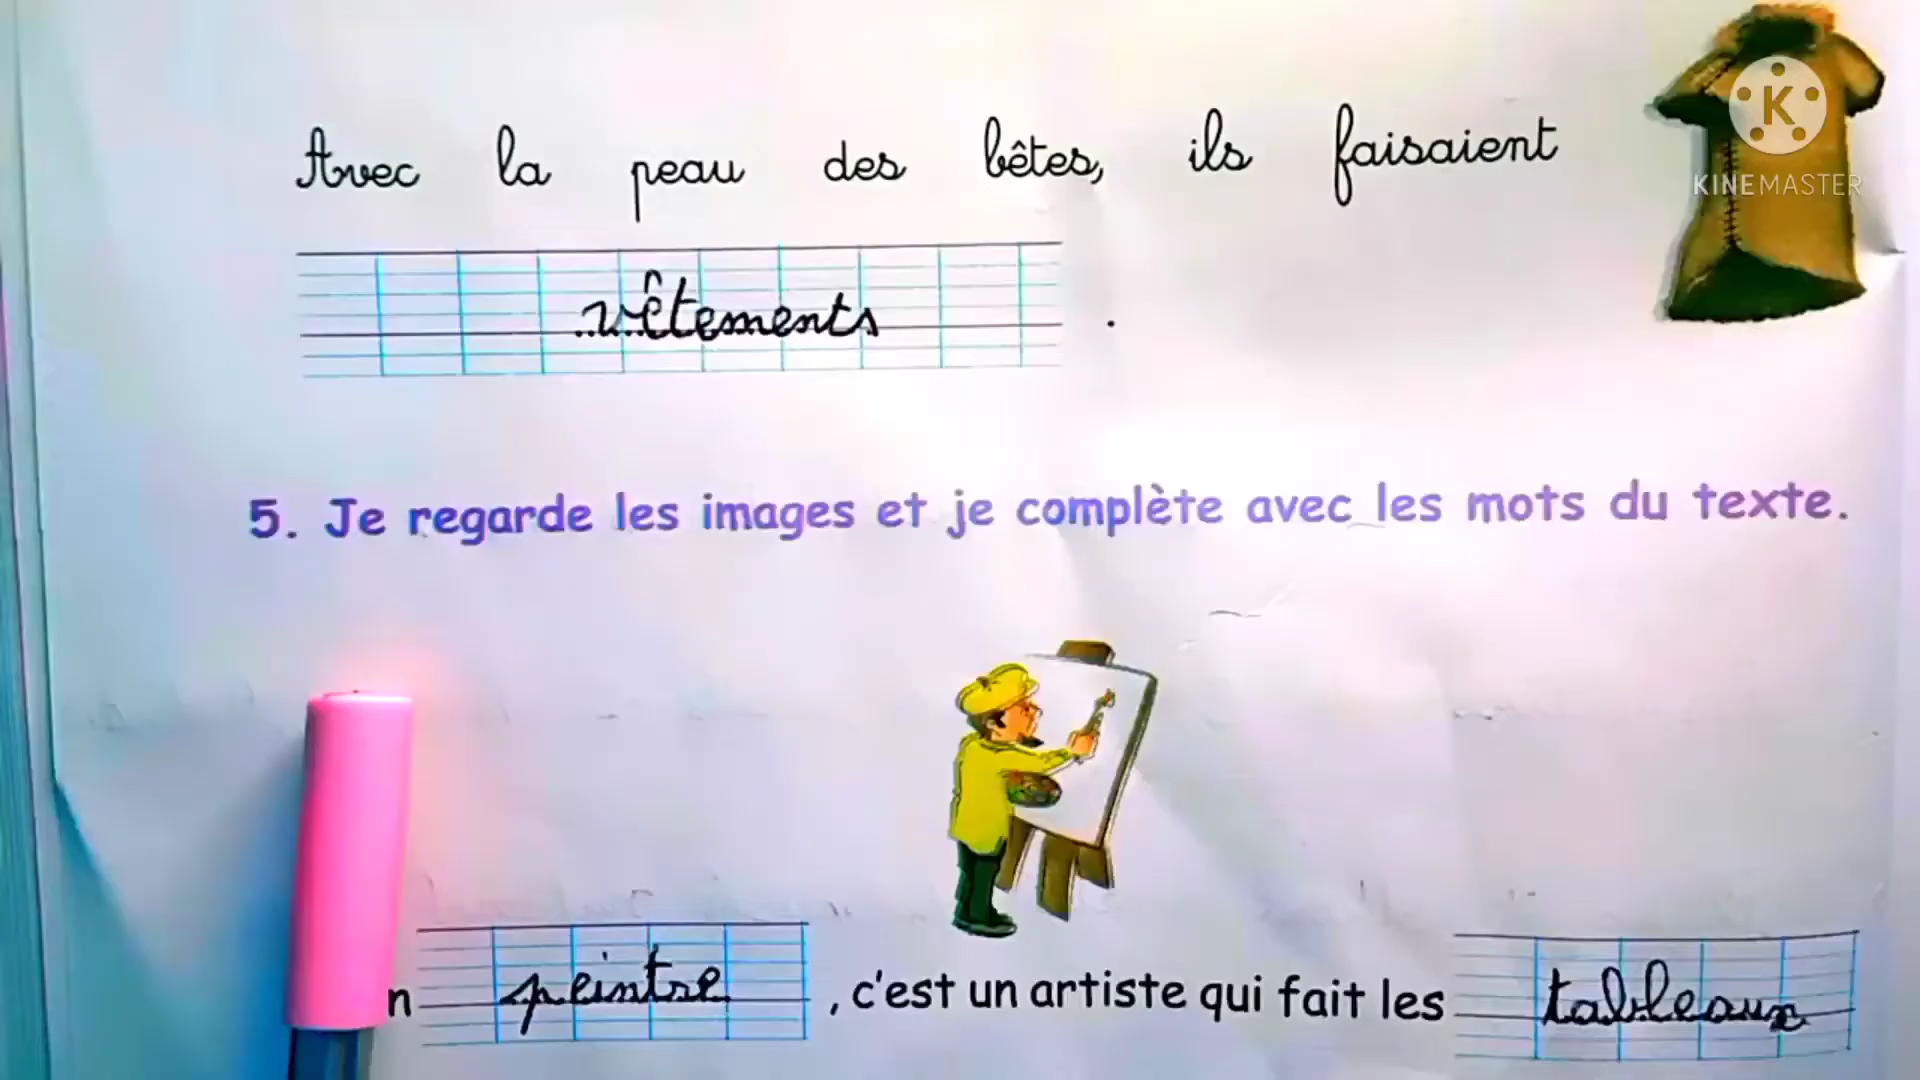 Avec la peau des bêtes, ils faisaient
K
KINEMASTER
vêtements .
5. Je regarde les images et je complète avec les mots du texte.
n peintre , c'est un artiste qui fait les tableaux